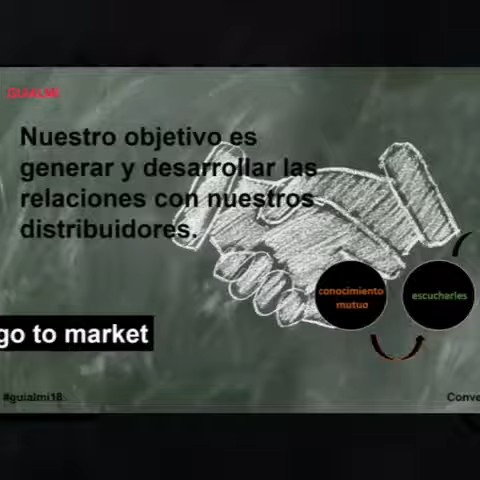 GUIALMI
Nuestro objetivo es
generar y desarrollar las
relaciones con nuestros
distribuidores.
conocimiento
mutuo
escucharles
go to market
#guialmi18
Conve